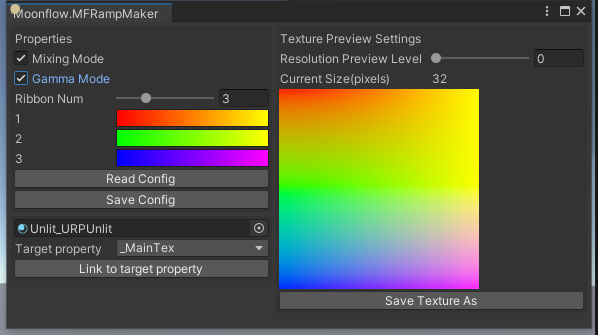 Moonflow.MFRampMaker
Properties
Mixing Mode
Gamma Mode
Ribbon Num 3
1
2
3
Read Config
Save Config
Unlit_URPUnlit
Target property _MainTex
Link to target property
Texture Preview Settings
Resolution Preview Level 0
Current Size(pixels) 32
Save Texture As